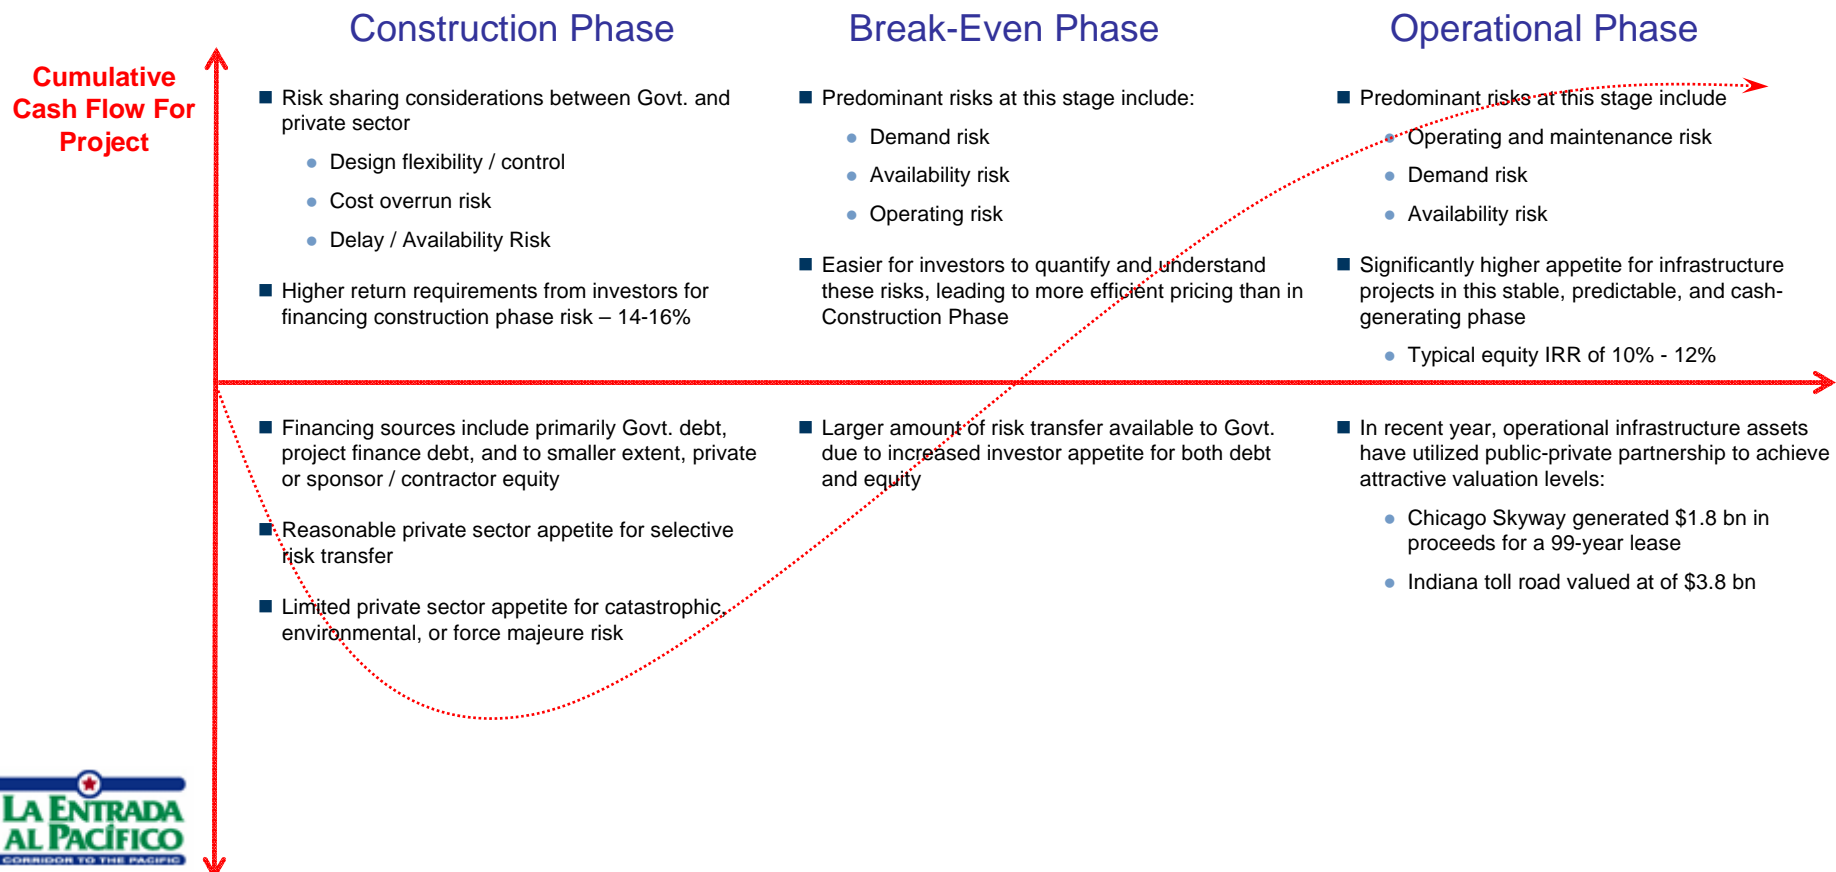 Construction Phase
Break-Even Phase
Operational Phase
Cumulative
Cash Flow For
Project
Risk sharing considerations between Govt. and
private sector
Design flexibility / control
Cost overrun risk
Delay / Availability Risk
Higher return requirements from investors for
financing construction phase risk – 14-16%
Financing sources include primarily Govt. debt,
project finance debt, and to smaller extent, private
or sponsor / contractor equity
Reasonable private sector appetite for selective
risk transfer
Limited private sector appetite for catastrophic,
environmental, or force majeure risk
Predominant risks at this stage include:
Demand risk
Availability risk
Operating risk
Easier for investors to quantify and understand
these risks, leading to more efficient pricing than in
Construction Phase
Larger amount of risk transfer available to Govt.
due to increased investor appetite for both debt
and equity
Predominant risks at this stage include
Operating and maintenance risk
Demand risk
Availability risk
Significantly higher appetite for infrastructure
projects in this stable, predictable, and cash-
generating phase
Typical equity IRR of 10% - 12%
In recent year, operational infrastructure assets
have utilized public-private partnership to achieve
attractive valuation levels:
Chicago Skyway generated $1.8 bn in
proceeds for a 99-year lease
Indiana toll road valued at of $3.8 bn
LA ENTRADA
AL PACÍFICO
CORRIDOR TO THE PACIFIC